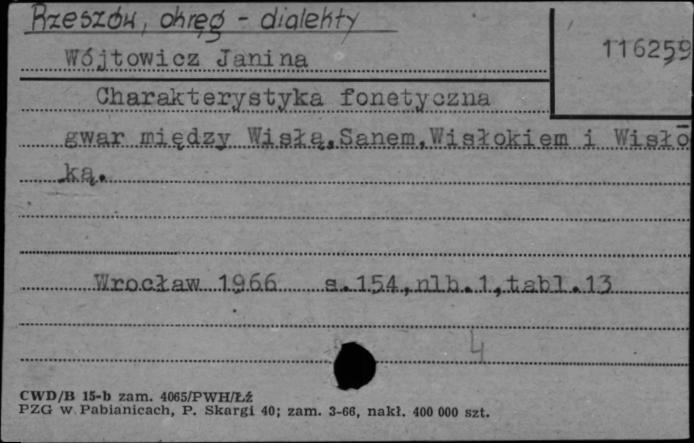 Rzeszów, okręg - dialekty
Wójtowicz Janina
116259
Charakterystyka fonetyczna
gwar między Wisłą,Sanem,Wisłokiem i Wisło
ką.
Wrocław 1966 s.154,nlb.1,tabl.13
4
CWD/B 15-b zam. 4065/PWH/ŁŹ
PZG w Pabianicach, P. Skargi 40; zam. 3-66, nakł. 400 000 szt.